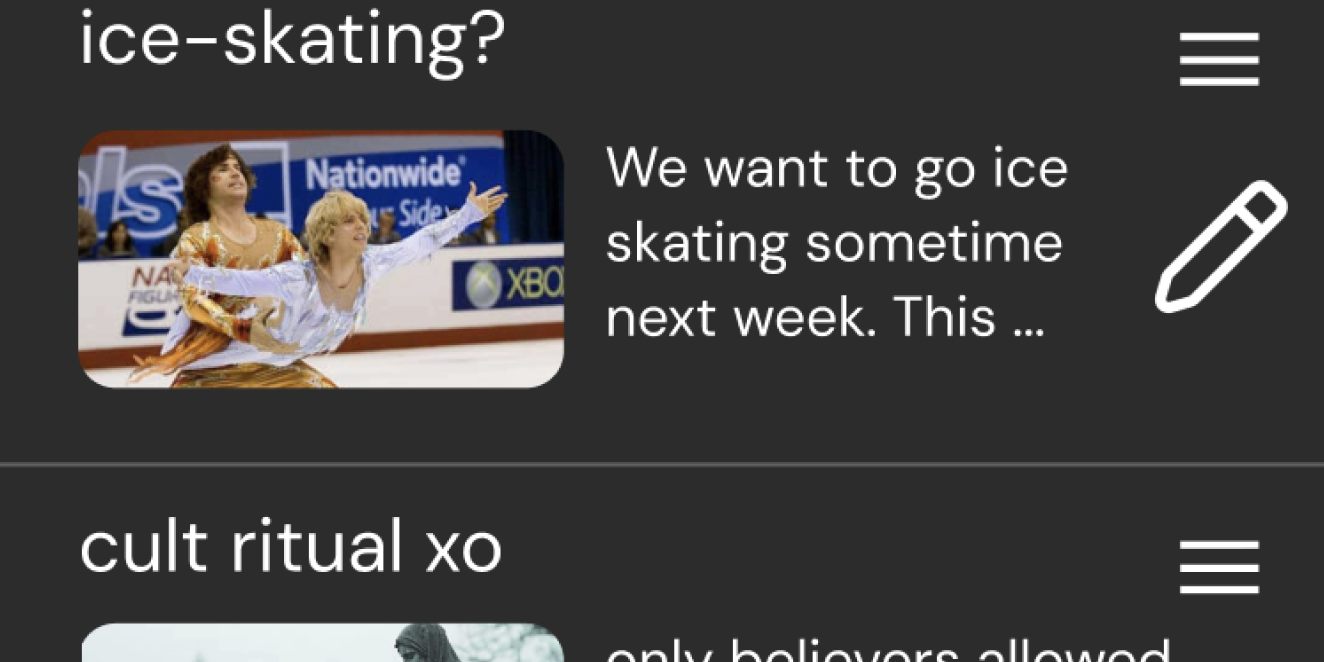 ice-skating?
Nationwide®
Side
XBO
We want to go ice
skating sometime
next week. This ...
cult ritual xo
only believers allowed